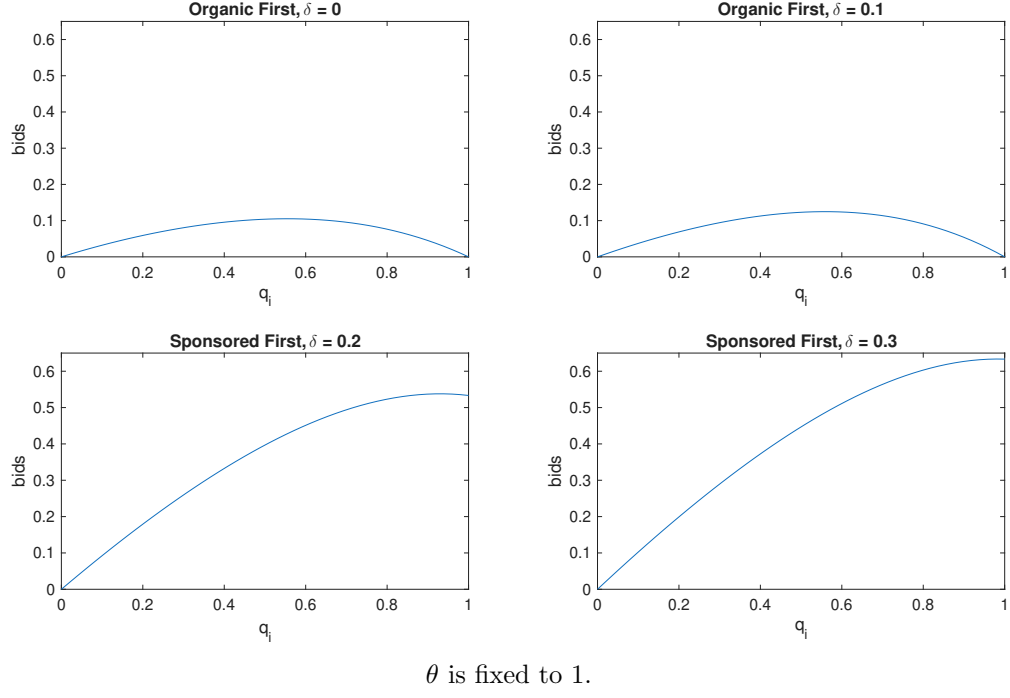 Organic First, δ = 0
0.6
0.5
0.4
0.3
0.2
0.1
0
bids
0 0.2 0.4 0.6 0.8 1
q_i
Organic First, δ = 0.1
0.6
0.5
0.4
0.3
0.2
0.1
0
bids
0 0.2 0.4 0.6 0.8 1
q_i
Sponsored First, δ = 0.2
0.6
0.5
0.4
0.3
0.2
0.1
0
bids
0 0.2 0.4 0.6 0.8 1
q_i
Sponsored First, δ = 0.3
0.6
0.5
0.4
0.3
0.2
0.1
0
bids
0 0.2 0.4 0.6 0.8 1
q_i
θ is fixed to 1.